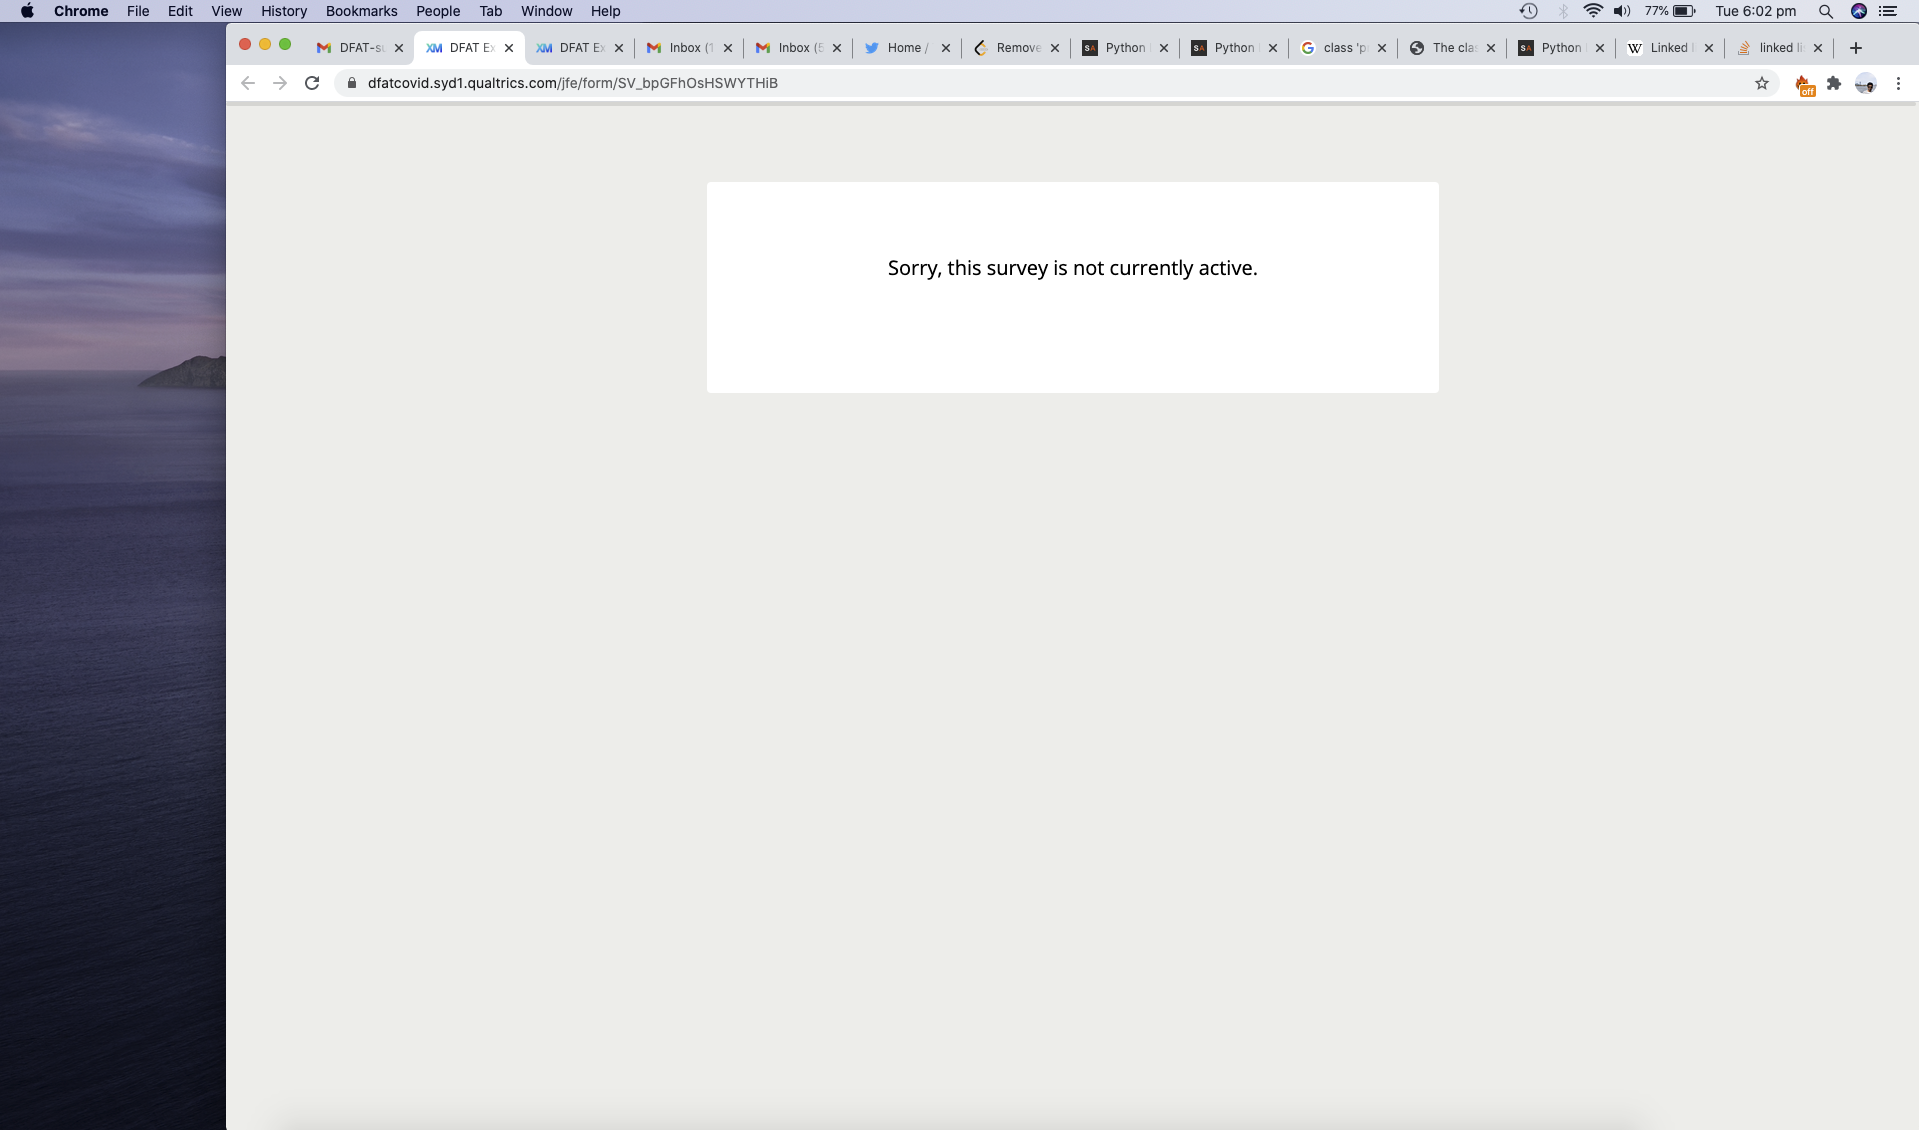 Chrome File Edit View History Bookmarks People Tab Window Help 77% Tue 6:02 pm
DFAT-su DFAT Ex DFAT Ex Inbox (1 Inbox (5 Home / Remove Python Python class 'p The clas Python Linked linked li
dfatcovid.syd1.qualtrics.com/jfe/form/SV_bpGFhOsHSWYTHiB off
Sorry, this survey is not currently active.